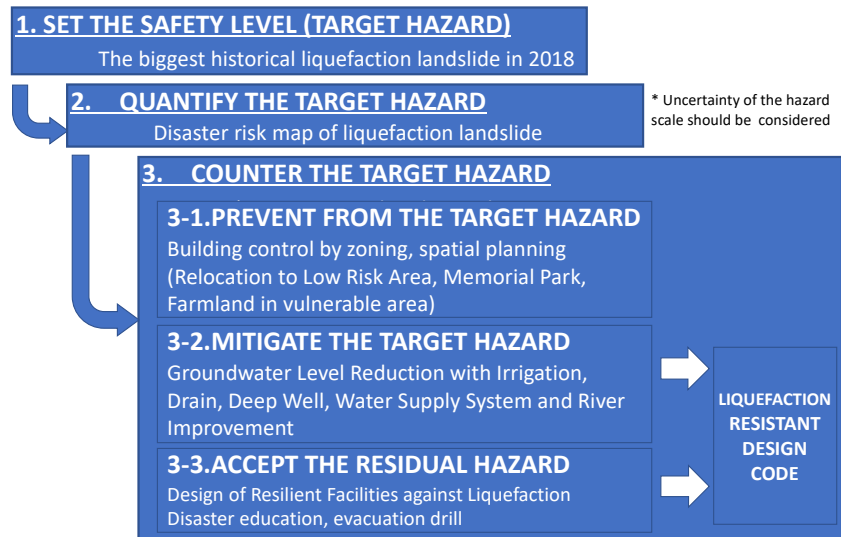 1. SET THE SAFETY LEVEL (TARGET HAZARD)
The biggest historical liquefaction landslide in 2018
2. QUANTIFY THE TARGET HAZARD
Disaster risk map of liquefaction landslide
* Uncertainty of the hazard
scale should be considered
3. COUNTER THE TARGET HAZARD
3-1.PREVENT FROM THE TARGET HAZARD
Building control by zoning, spatial planning
(Relocation to Low Risk Area, Memorial Park,
Farmland in vulnerable area)
3-2.MITIGATE THE TARGET HAZARD
Groundwater Level Reduction with Irrigation,
Drain, Deep Well, Water Supply System and River
Improvement
3-3.ACCEPT THE RESIDUAL HAZARD
Design of Resilient Facilities against Liquefaction
Disaster education, evacuation drill
LIQUEFACTION
RESISTANT
DESIGN
CODE